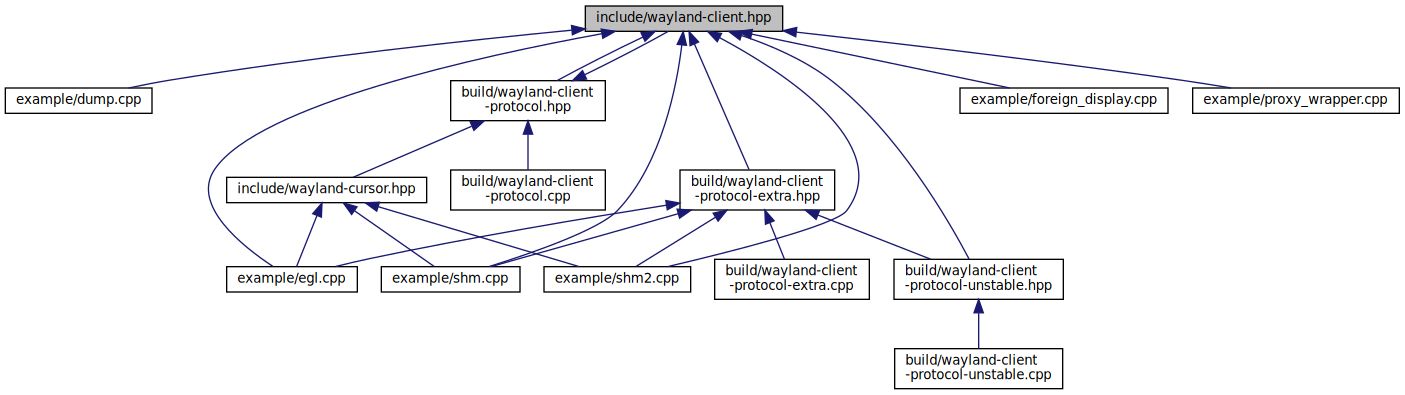 include/wayland-client.hpp
example/dump.cpp
build/wayland-client
-protocol.hpp
example/foreign_display.cpp
example/proxy_wrapper.cpp
include/wayland-cursor.hpp
build/wayland-client
-protocol.cpp
build/wayland-client
-protocol-extra.hpp
example/egl.cpp
example/shm.cpp
example/shm2.cpp
build/wayland-client
-protocol-extra.cpp
build/wayland-client
-protocol-unstable.hpp
build/wayland-client
-protocol-unstable.cpp